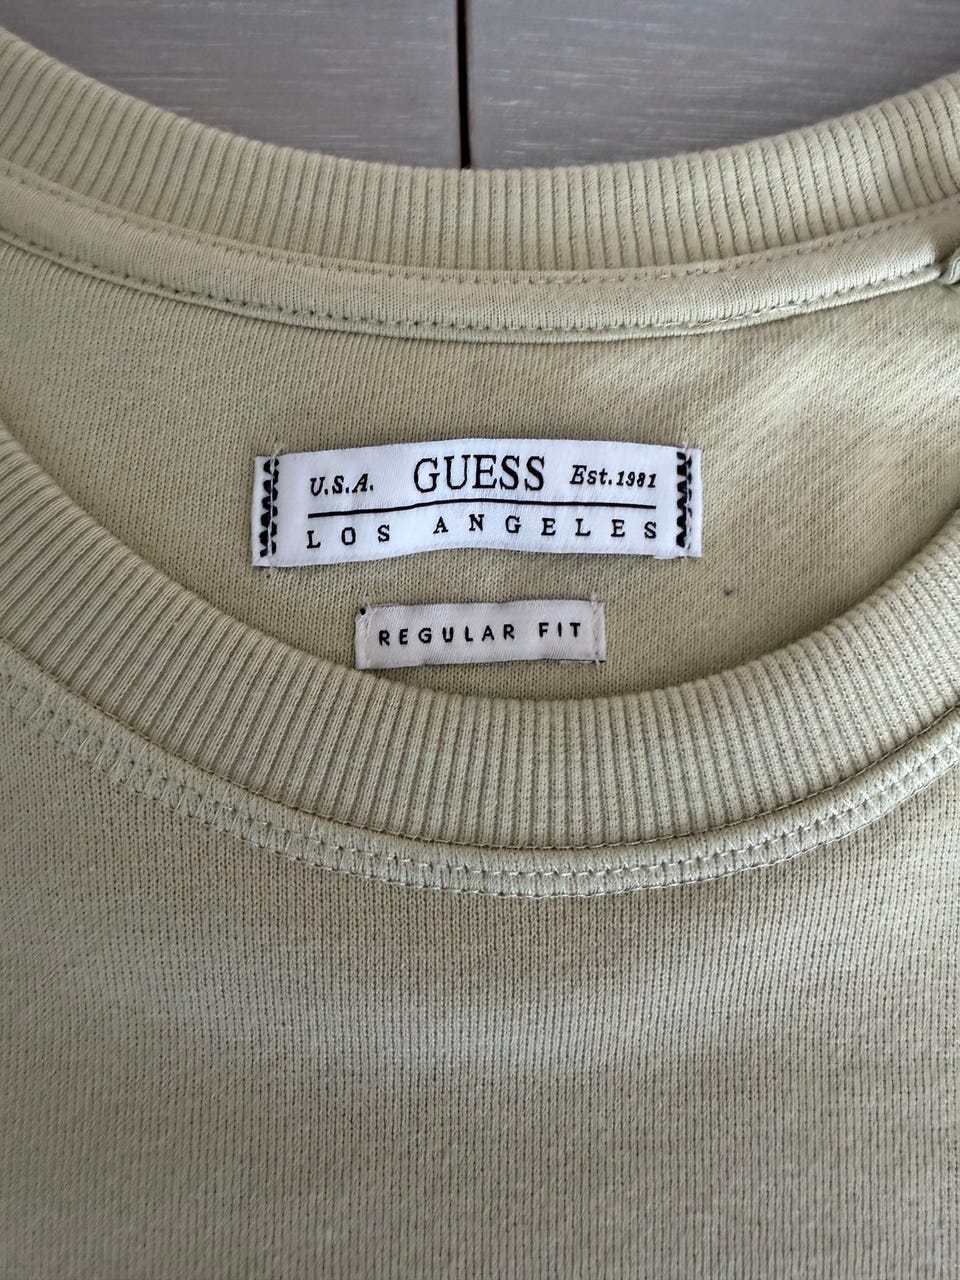 U.S.A. GUESS Est.1981
LOS ANGELES
REGULAR FIT